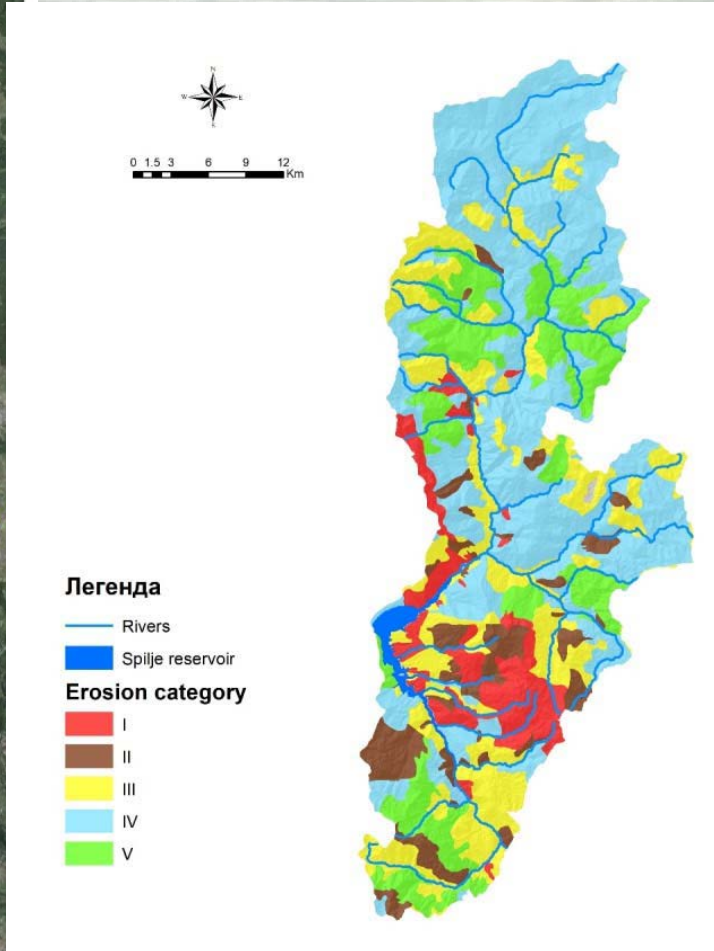 N
W E
0 1.5 3 6 9 12
Km
Легенда
Rivers
Spilje reservoir
Erosion category
I
II
III
IV
V